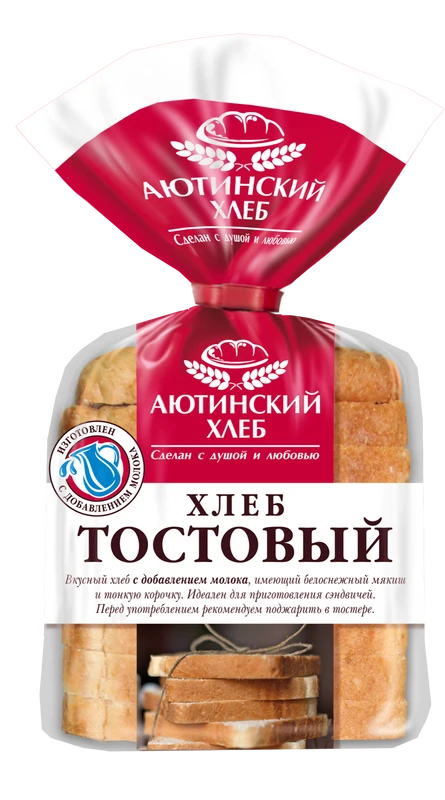 АЮТИНСКИЙ
ХЛЕБ
Сделан с душой и любовью
АЮТИНСКИЙ
ХЛЕБ
Сделан с душой и любовью
ИЗГОТОВЛЕН
С ДОБАВЛЕНИЕМ МОЛОКА
ХЛЕБ
ТОСТОВЫЙ
Вкусный хлеб с добавлением молока, имеющий белоснежный мякиш
и тонкую корочку. Идеален для приготовления сэндвичей.
Перед употреблением рекомендуем поджарить в тостере.